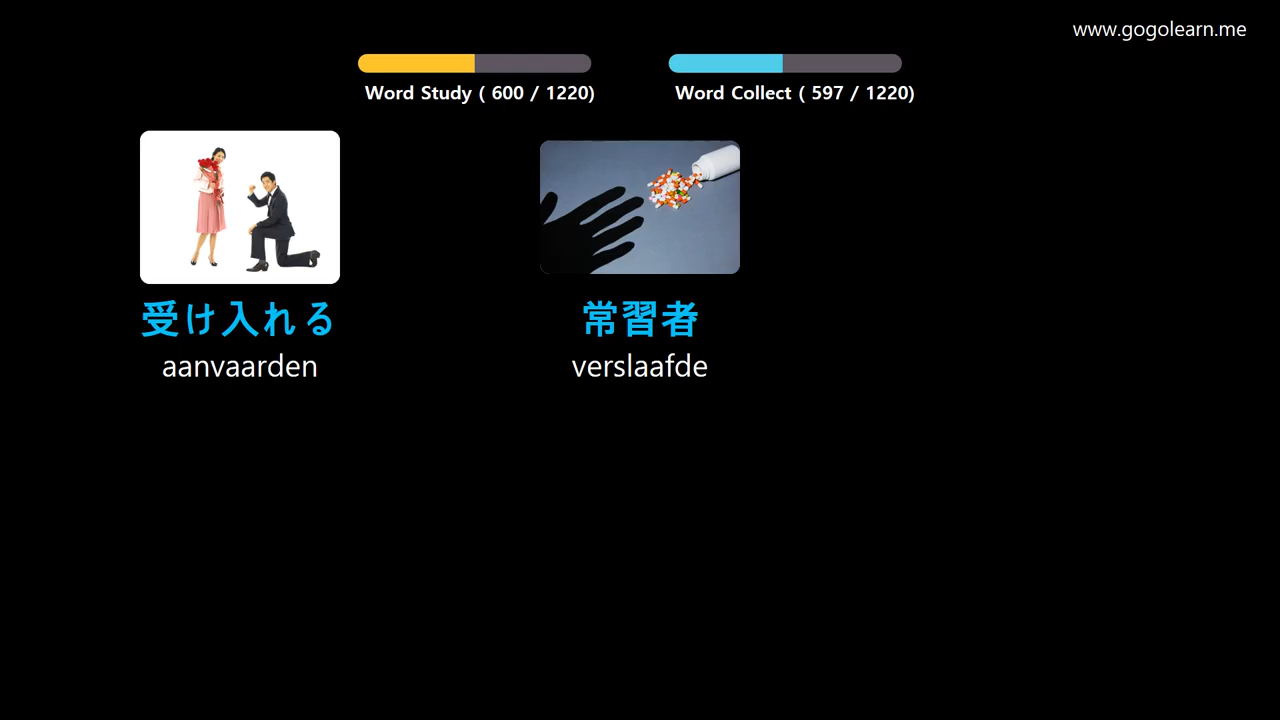 www.gogolearn.me
Word Study ( 600 / 1220)
Word Collect ( 597 / 1220)
受け入れる
aanvaarden
常習者
verslaafde